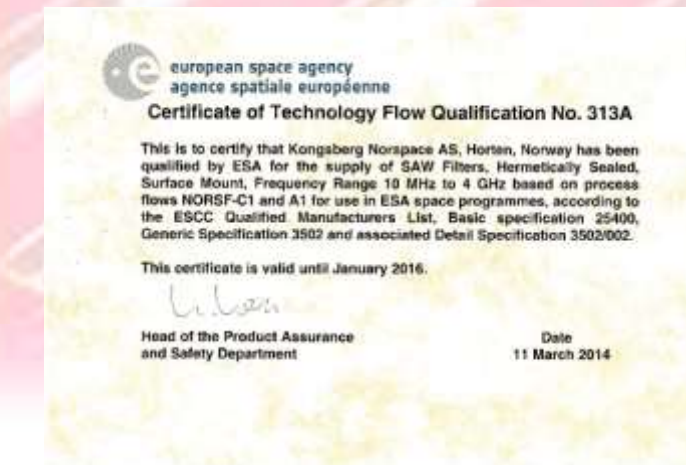 european space agency
agence spatiale européenne
Certificate of Technology Flow Qualification No. 313A
This is to certify that Kongsberg Norspace AS, Horten, Norway has been
qualified by ESA for the supply of SAW Filters, Hermetically Sealed,
Surface Mount, Frequency Range 10 MHz to 4 GHz based on process
flows NORSF-C1 and A1 for use in ESA space programmes, according to
the ESCC Qualified Manufacturers List, Basic specification 25400,
Generic Specification 3502 and associated Detail Specification 3502/002.
This certificate is valid until January 2016.
Head of the Product Assurance
and Safety Department
Date
11 March 2014